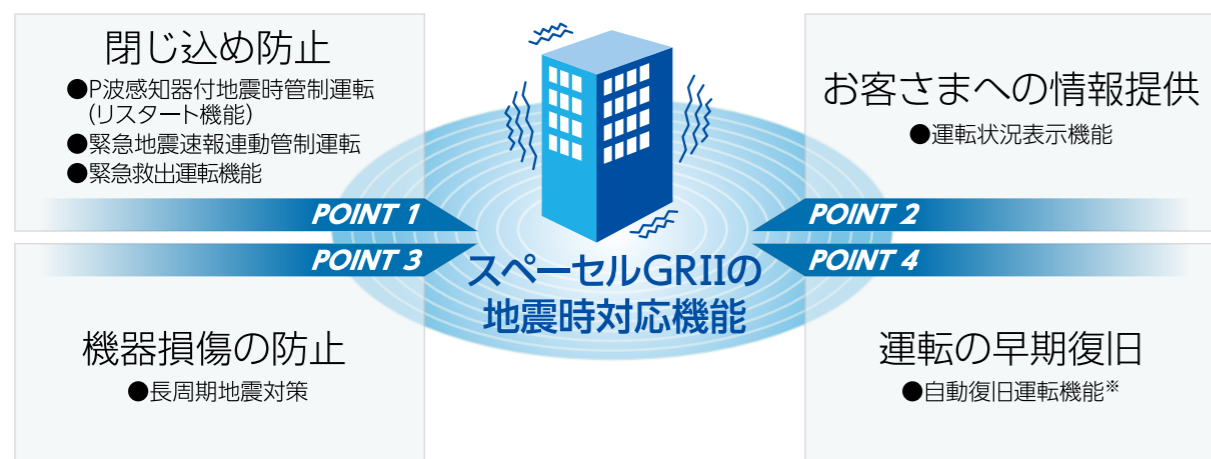 閉じ込め防止
●P波感知器付地震時管制運転
(リスタート機能)
●緊急地震速報連動管制運転
●緊急救出運転機能
POINT 1
お客さまへの情報提供
●運転状況表示機能
POINT 2
スペーセルGRIIの
地震時対応機能
POINT 3
機器損傷の防止
●長周期地震対策
POINT 4
運転の早期復旧
●自動復旧運転機能※